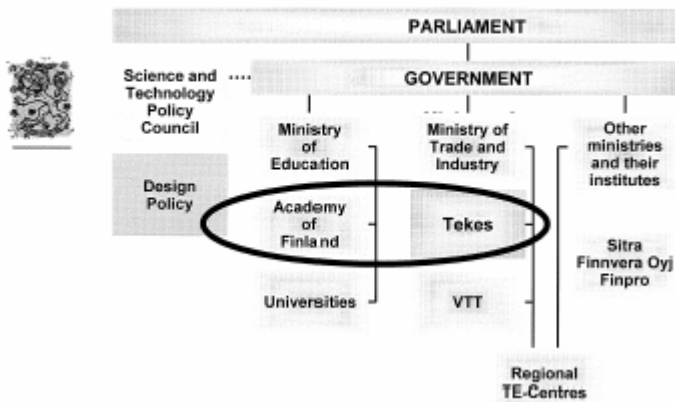 PARLIAMENT
Science and
Technology
Policy
Council
GOVERNMENT
Ministry
of
Education
Ministry of
Trade and
Industry
Other
ministries
and their
institutes
Design
Policy
Academy
of
Finland
Tekes
Sitra
Finnvera Oyj
Finpro
Universities
VTT
Regional
TE-Centres